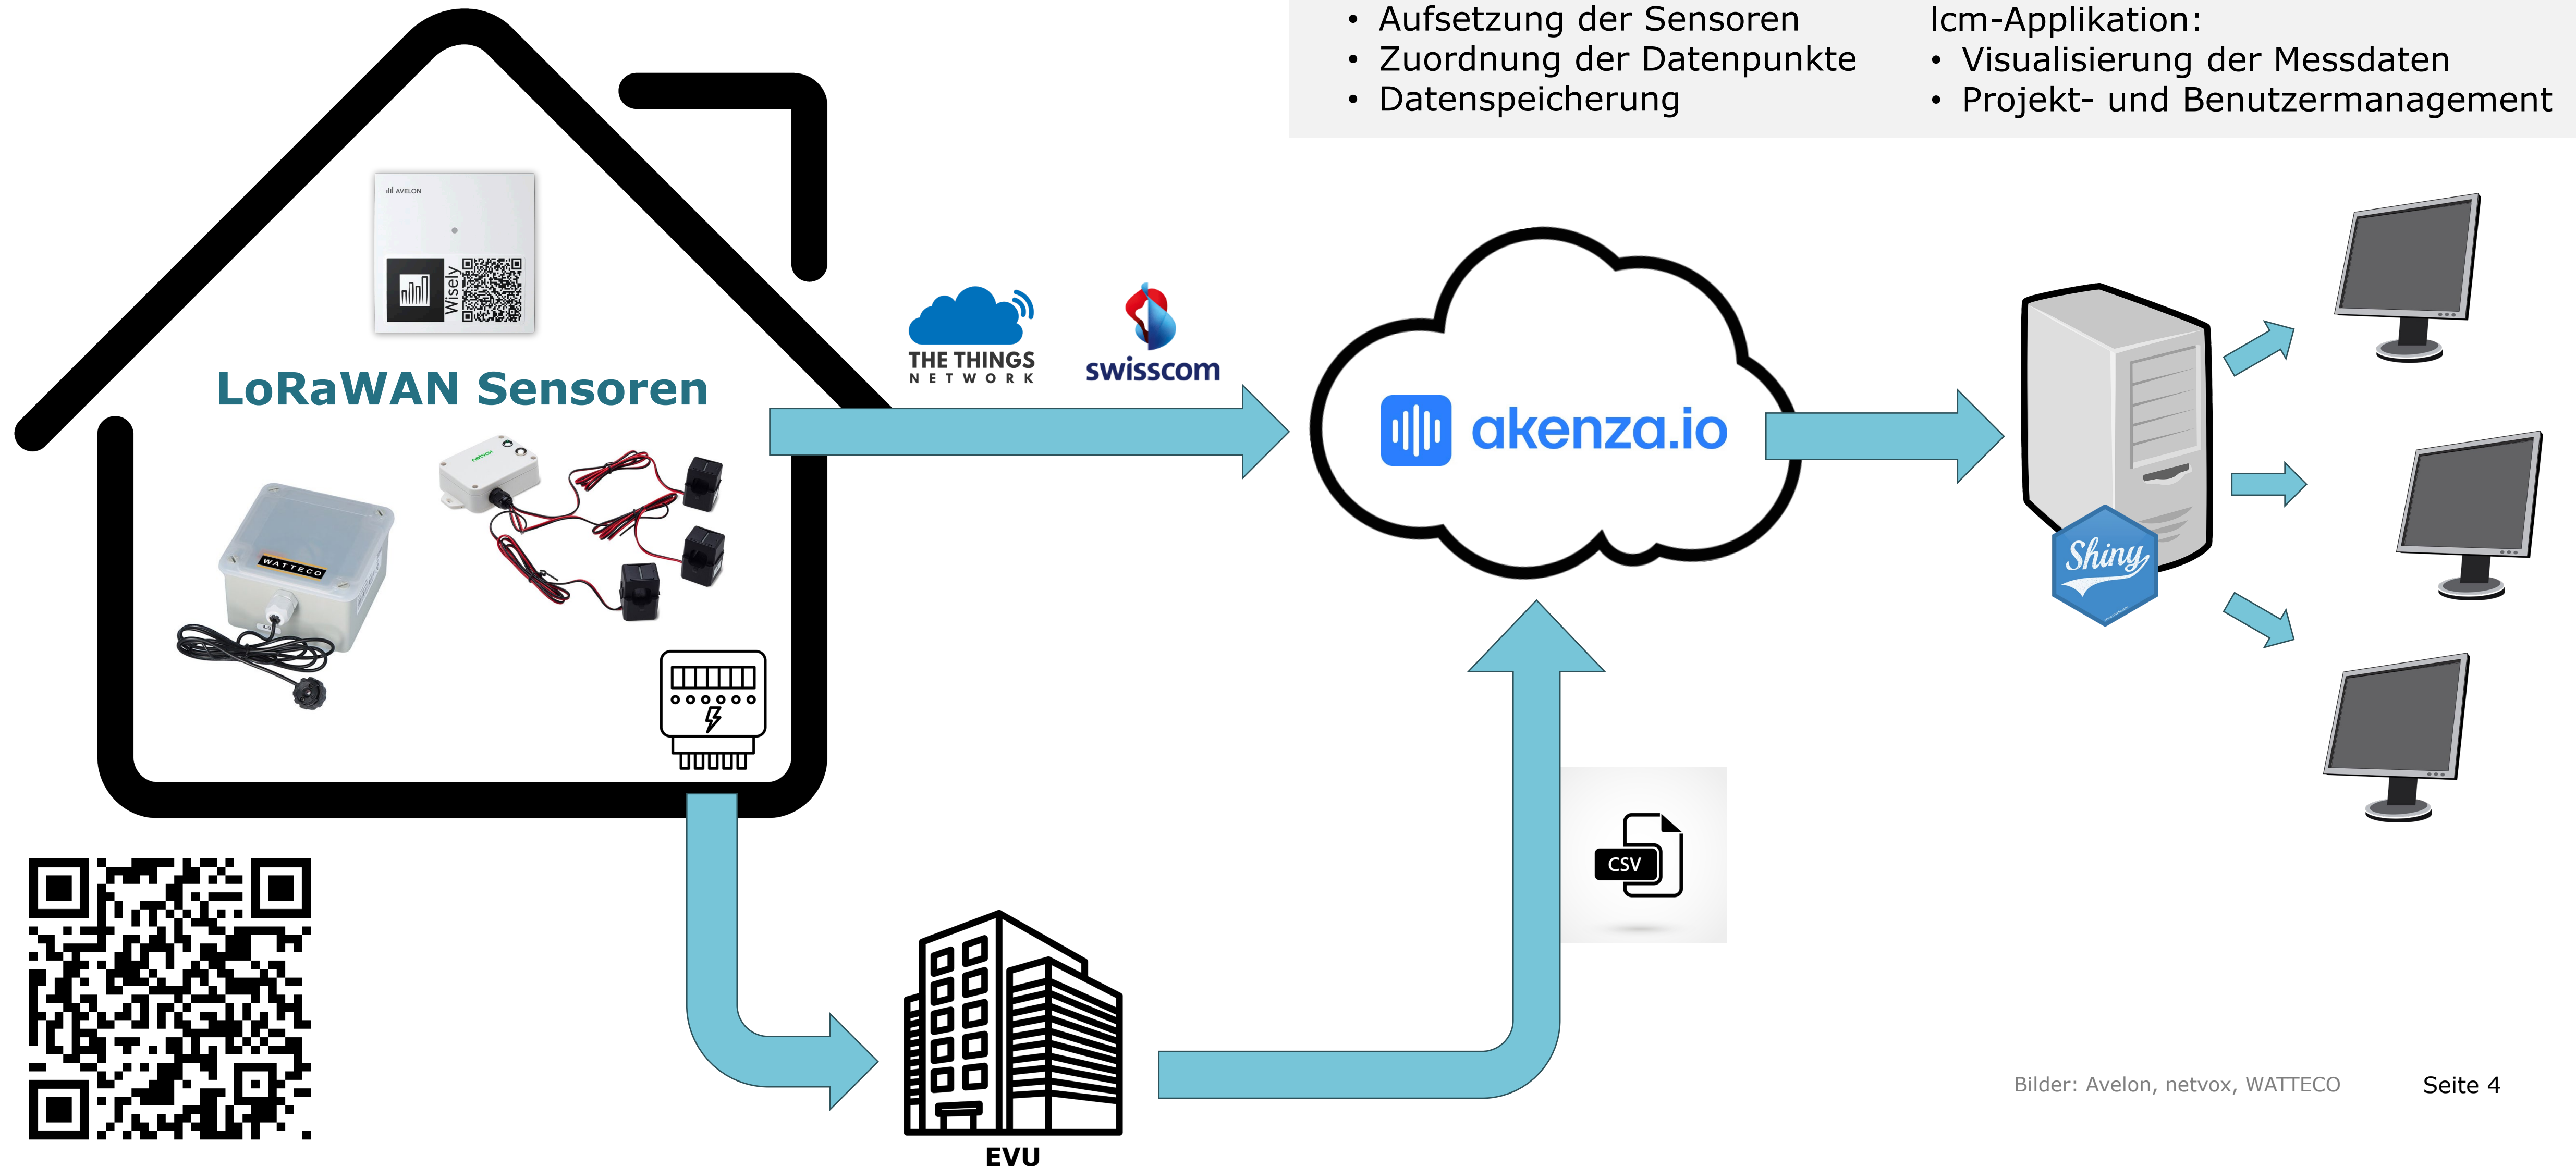 • Aufsetzung der Sensoren
• Zuordnung der Datenpunkte
• Datenspeicherung
lcm-Applikation:
• Visualisierung der Messdaten
• Projekt- und Benutzermanagement
AVELON
Wisely
LoRaWAN Sensoren
netvox
WATTECO
THE THINGS
NETWORK
swisscom
akenza.io
Shiny
CSV
EVU
Bilder: Avelon, netvox, WATTECO
Seite 4